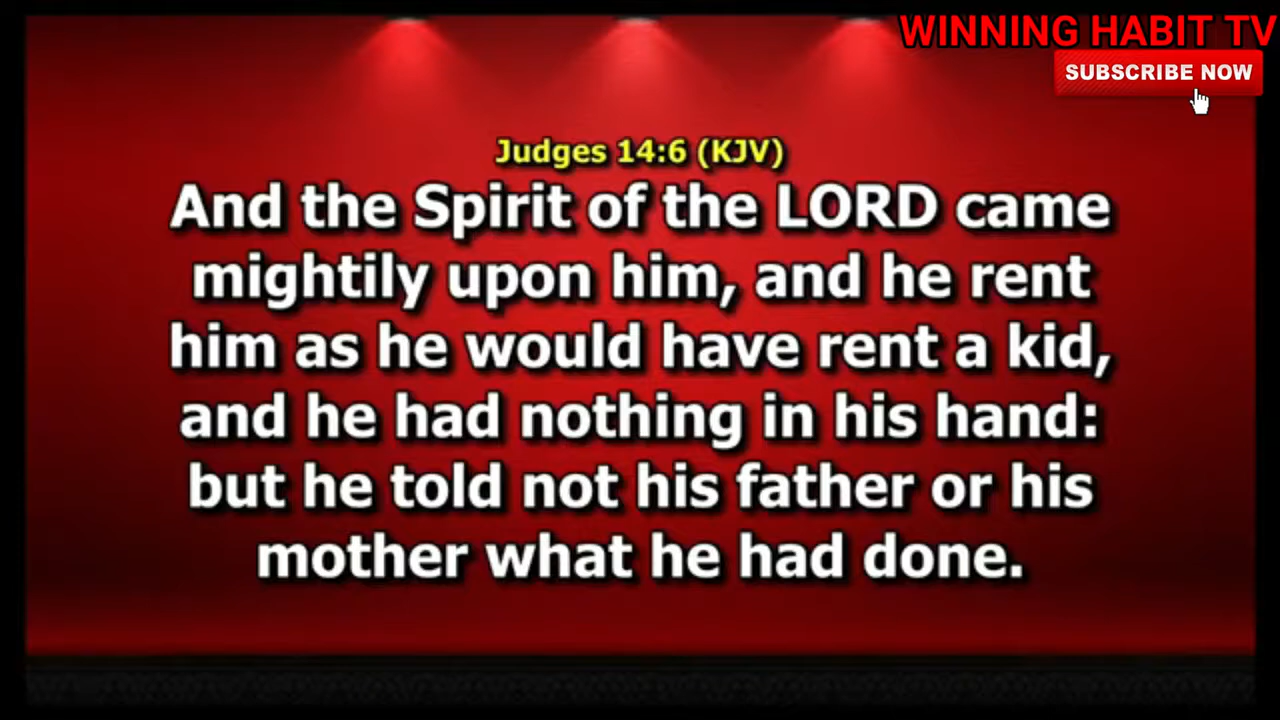 WINNING HABIT TV
SUBSCRIBE NOW
Judges 14:6 (KJV)
And the Spirit of the LORD came
mightily upon him, and he rent
him as he would have rent a kid,
and he had nothing in his hand:
but he told not his father or his
mother what he had done.